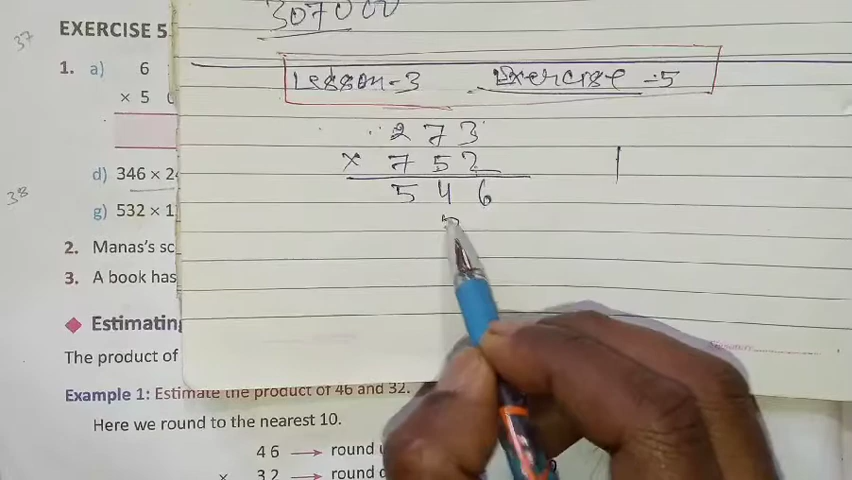 307000
37
EXERCISE 5
Lesson-3 Exercise -5
1. a) 6
× 5
273
× 752
546
d) 346 × 2
38
g) 532 × 1
2. Manas's sc
3. A book has
Estimating
The product of
Example 1: Estimate the product of 46 and 32.
Here we round to the nearest 10.
46 → round
× 32 → round